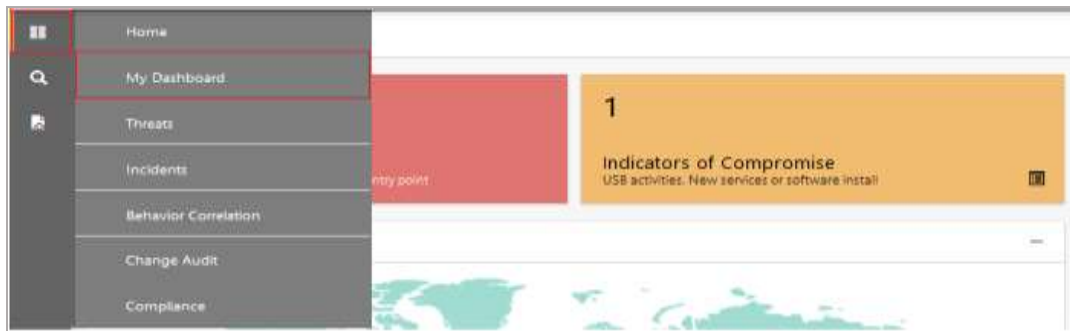 Home
My Dashboard
Threats
Incidents
Behavior Correlation
Change Audit
Compliance
ntry point
1
Indicators of Compromise
USB activities, New services or software install